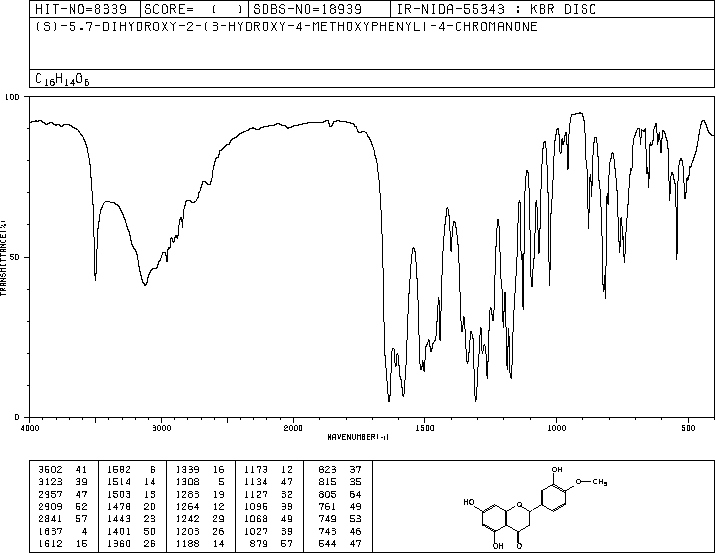 HIT-NO=8339 SCORE= ( ) SDBS-NO=18939 IR-NIDA-55343 : KBR DISC
(S)-5,7-DIHYDROXY-2-(3-HYDROXY-4-METHOXYPHENYL)-4-CHROMANONE
C16H14O6
100
TRANSMITTANCE(%)
50
0
4000 3000 2000 1500 1000 500
WAVENUMBER(-1)
3502 41 1582 6 1339 16 1173 12 823 37
3123 39 1514 14 1308 5 1134 47 815 35
2957 47 1503 15 1283 19 1127 32 805 64
2909 52 1478 20 1264 12 1096 39 761 49
2841 57 1443 23 1242 29 1068 49 749 53
1637 4 1401 50 1203 26 1027 39 743 46
1612 15 1360 26 1188 14 879 57 544 47
OH
O—CH3
HO
O
OH
O